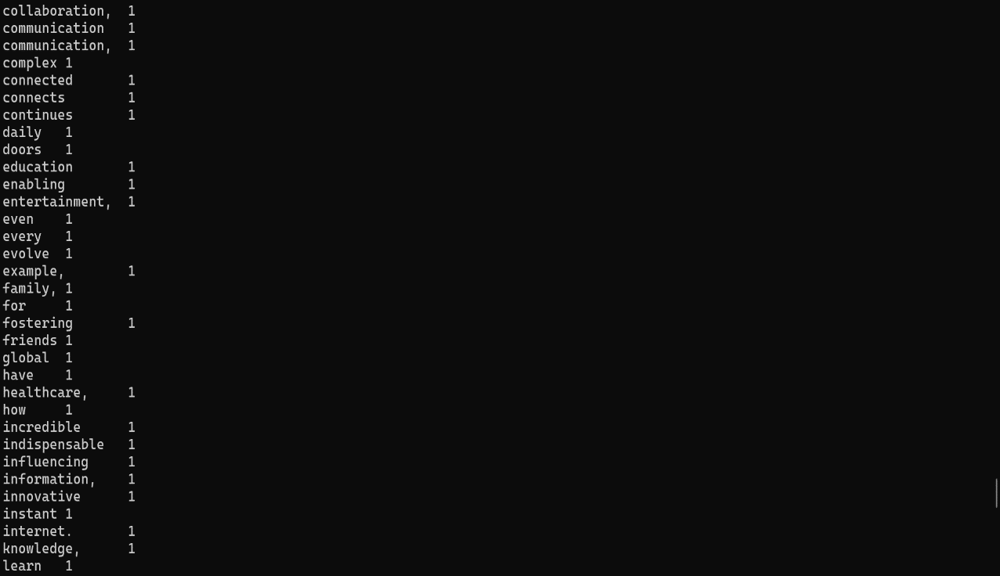 collaboration,	1
communication	1
communication,	1
complex	1
connected	1
connects	1
continues	1
daily	1
doors	1
education	1
enabling	1
entertainment,	1
even	1
every	1
evolve	1
example,	1
family,	1
for	1
fostering	1
friends	1
global	1
have	1
healthcare,	1
how	1
incredible	1
indispensable	1
influencing	1
information,	1
innovative	1
instant	1
internet.	1
knowledge,	1
learn	1